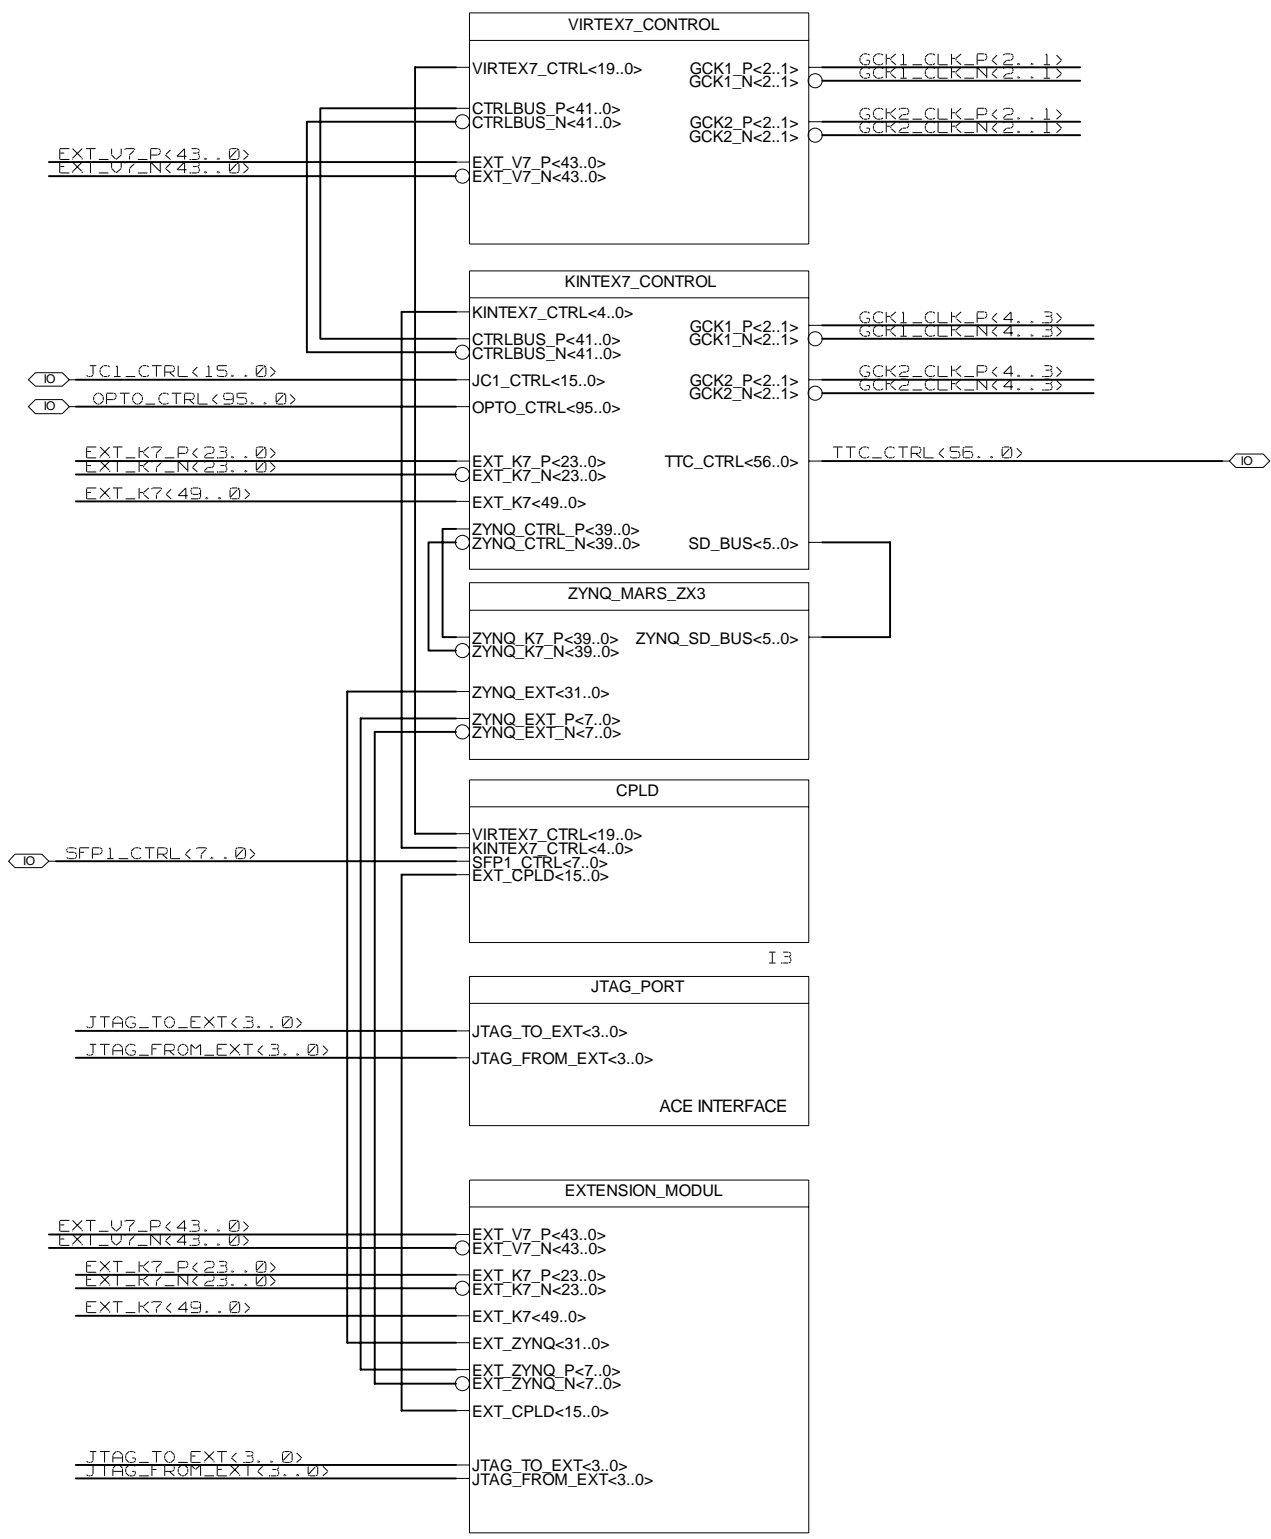 VIRTEX7_CONTROL
VIRTEX7_CTRL<19..0>
GCK1_P<2..1>
GCK1_CLK_P<2..1>
GCK1_N<2..1>
GCK1_CLK_N<2..1>
CTRLBUS_P<41..0>
CTRLBUS_N<41..0>
GCK2_P<2..1>
GCK2_CLK_P<2..1>
GCK2_N<2..1>
GCK2_CLK_N<2..1>
EXT_V7_P<43..0>
EXT_V7_N<43..0>
EXT_V7_P<43..0>
EXT_V7_N<43..0>
KINTEX7_CONTROL
KINTEX7_CTRL<4..0>
GCK1_P<2..1>
GCK1_CLK_P<4..3>
GCK1_N<2..1>
GCK1_CLK_N<4..3>
CTRLBUS_P<41..0>
CTRLBUS_N<41..0>
IO JC1_CTRL<15..0>
JC1_CTRL<15..0>
GCK2_P<2..1>
GCK2_CLK_P<4..3>
GCK2_N<2..1>
GCK2_CLK_N<4..3>
IO OPTO_CTRL<95..0>
OPTO_CTRL<95..0>
EXT_K7_P<23..0>
EXT_K7_N<23..0>
EXT_K7_P<23..0>
EXT_K7_N<23..0>
TTC_CTRL<56..0>
TTC_CTRL<56..0> IO
EXT_K7<49..0>
EXT_K7<49..0>
ZYNQ_CTRL_P<39..0>
ZYNQ_CTRL_N<39..0>
SD_BUS<5..0>
ZYNQ_MARS_ZX3
ZYNQ_K7_P<39..0>
ZYNQ_K7_N<39..0>
ZYNQ_SD_BUS<5..0>
ZYNQ_EXT<31..0>
ZYNQ_EXT_P<7..0>
ZYNQ_EXT_N<7..0>
CPLD
VIRTEX7_CTRL<19..0>
KINTEX7_CTRL<4..0>
IO SFP1_CTRL<7..0>
SFP1_CTRL<7..0>
EXT_CPLD<15..0>
I3
JTAG_PORT
JTAG_TO_EXT<3..0>
JTAG_TO_EXT<3..0>
JTAG_FROM_EXT<3..0>
JTAG_FROM_EXT<3..0>
ACE INTERFACE
EXTENSION_MODUL
EXT_V7_P<43..0>
EXT_V7_N<43..0>
EXT_V7_P<43..0>
EXT_V7_N<43..0>
EXT_K7_P<23..0>
EXT_K7_N<23..0>
EXT_K7_P<23..0>
EXT_K7_N<23..0>
EXT_K7<49..0>
EXT_K7<49..0>
EXT_ZYNQ<31..0>
EXT_ZYNQ_P<7..0>
EXT_ZYNQ_N<7..0>
EXT_CPLD<15..0>
JTAG_TO_EXT<3..0>
JTAG_FROM_EXT<3..0>
JTAG_TO_EXT<3..0>
JTAG_FROM_EXT<3..0>